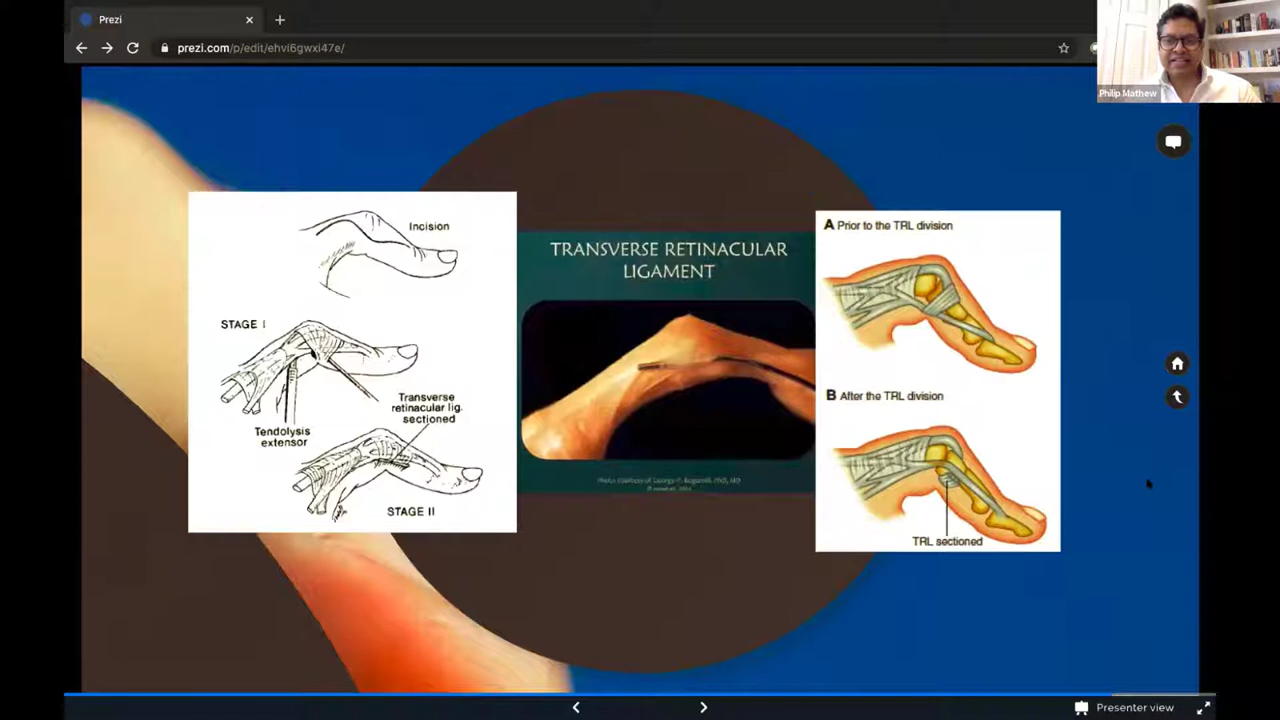 Prezi
prezi.com/p/edit/ehvi6gwxi47e/
Philip Mathew
Incision
STAGE I
Tendolysis
extensor
Transverse
retinacular lig.
sectioned
STAGE II
TRANSVERSE RETINACULAR
LIGAMENT
A Prior to the TRL division
B After the TRL division
TRL sectioned
Presenter view